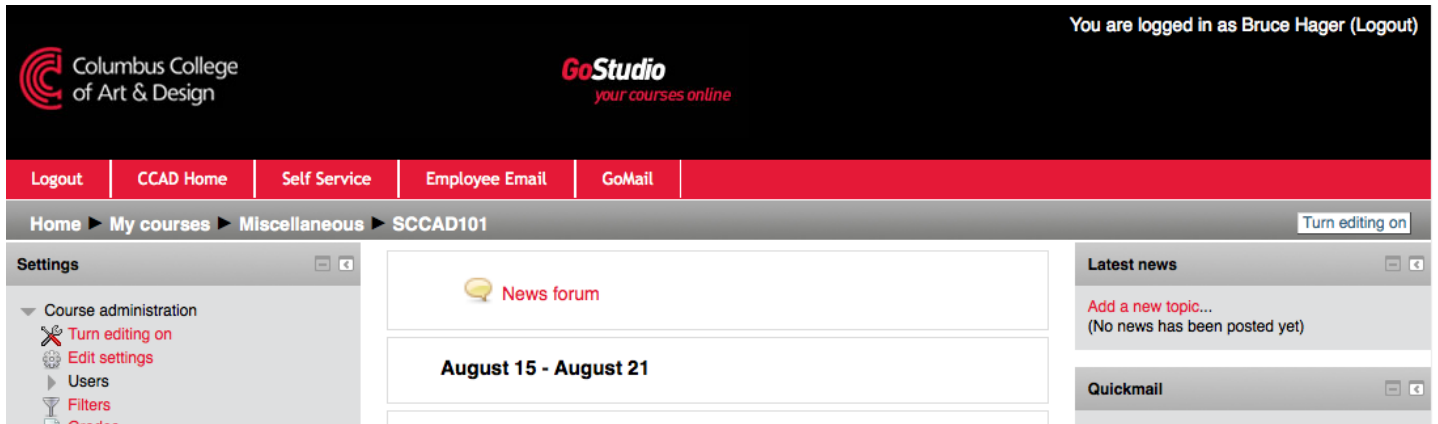 You are logged in as Bruce Hager (Logout)
Columbus College
of Art & Design
GoStudio
your courses online
Logout
CCAD Home
Self Service
Employee Email
GoMail
Home ► My courses ► Miscellaneous ► SCCAD101
Turn editing on
Settings
Course administration
Turn editing on
Edit settings
Users
Filters
News forum
August 15 - August 21
Latest news
Add a new topic...
(No news has been posted yet)
Quickmail